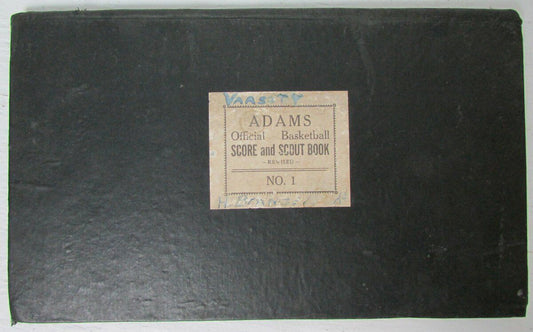 VARSITY
ADAMS
Official Basketball
SCORE and SCOUT BOOK
- REVISED -
NO. 1